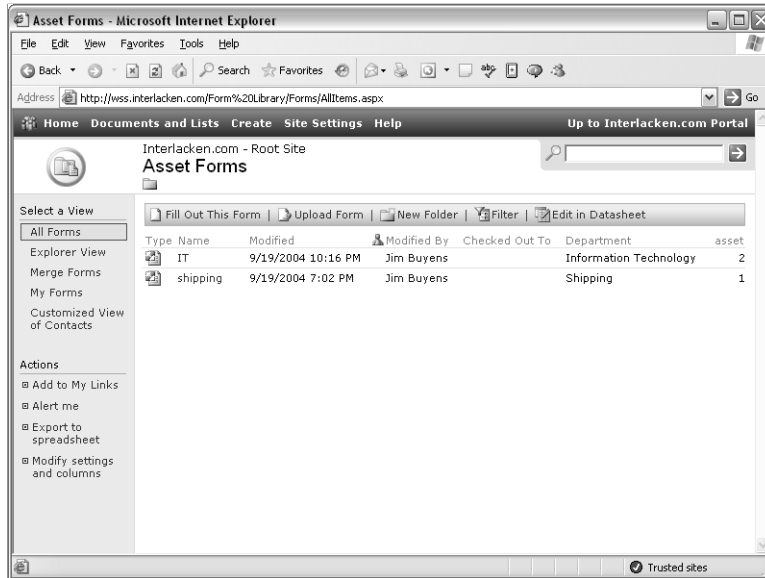 Asset Forms - Microsoft Internet Explorer
File Edit View Favorites Tools Help
Back Search Favorites
Address http://wss.interlacken.com/Form%20Library/Forms/AllItems.aspx Go
Home Documents and Lists Create Site Settings Help Up to Interlacken.com Portal
Interlacken.com - Root Site
Asset Forms
Select a View
All Forms
Explorer View
Merge Forms
My Forms
Customized View
of Contacts
Actions
Add to My Links
Alert me
Export to
spreadsheet
Modify settings
and columns
Fill Out This Form | Upload Form | New Folder | Filter | Edit in Datasheet
Type Name Modified Modified By Checked Out To Department asset
IT 9/19/2004 10:16 PM Jim Buyens Information Technology 2
shipping 9/19/2004 7:02 PM Jim Buyens Shipping 1
Trusted sites